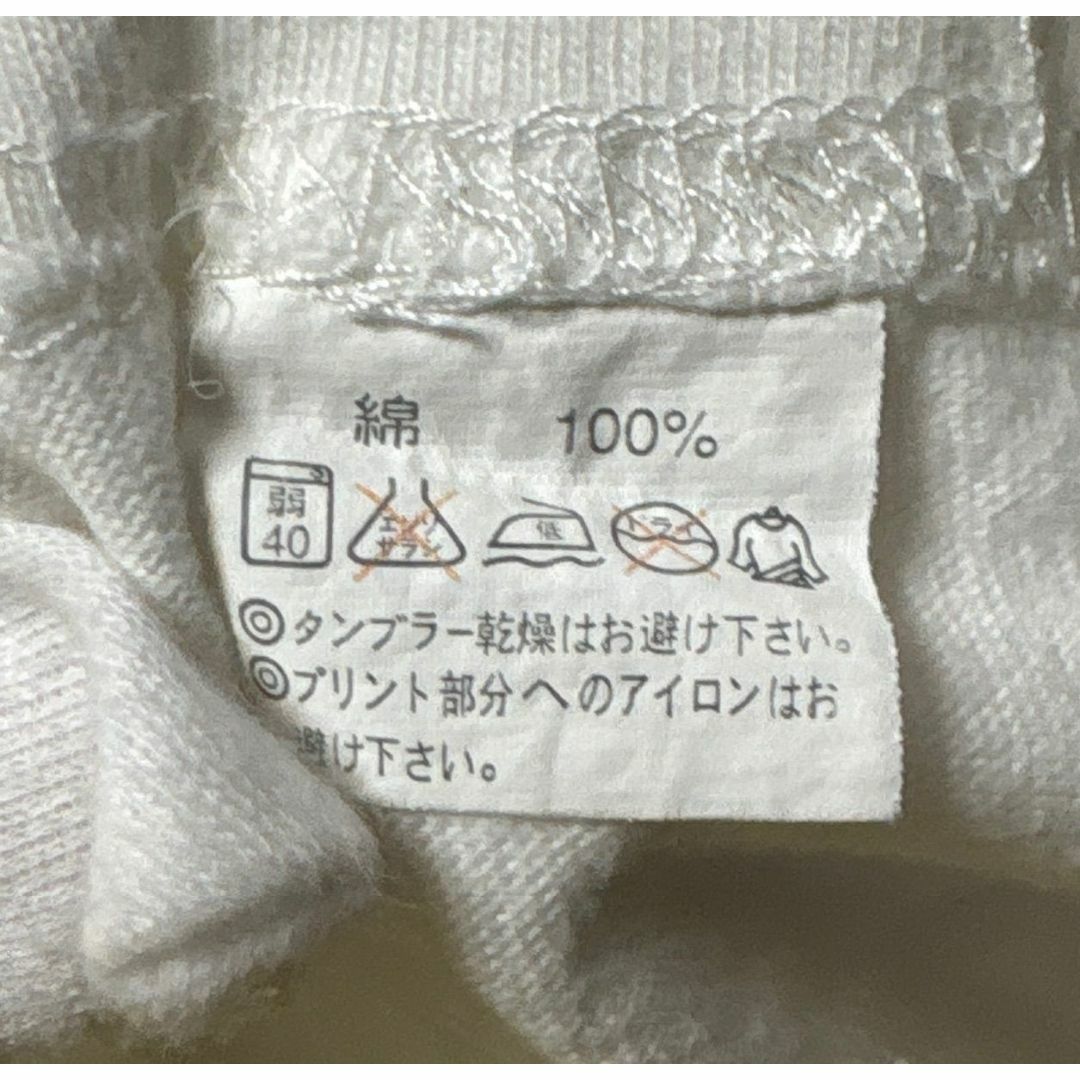 綿 100%
弱 40 エンソ サラシ 低 ドライ
◎タンブラー乾燥はお避け下さい。
◎プリント部分へのアイロンはお
避け下さい。